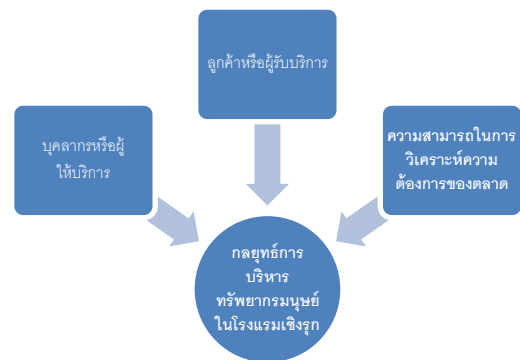 ลูกค้าหรือผู้รับบริการ
บุคลากรหรือผู้
ให้บริการ
ความสามารถในการ
วิเคราะห์ความ
ต้องการของตลาด
กลยุทธ์การ
บริหาร
ทรัพยากรมนุษย์
ในโรงแรมเชิงรุก